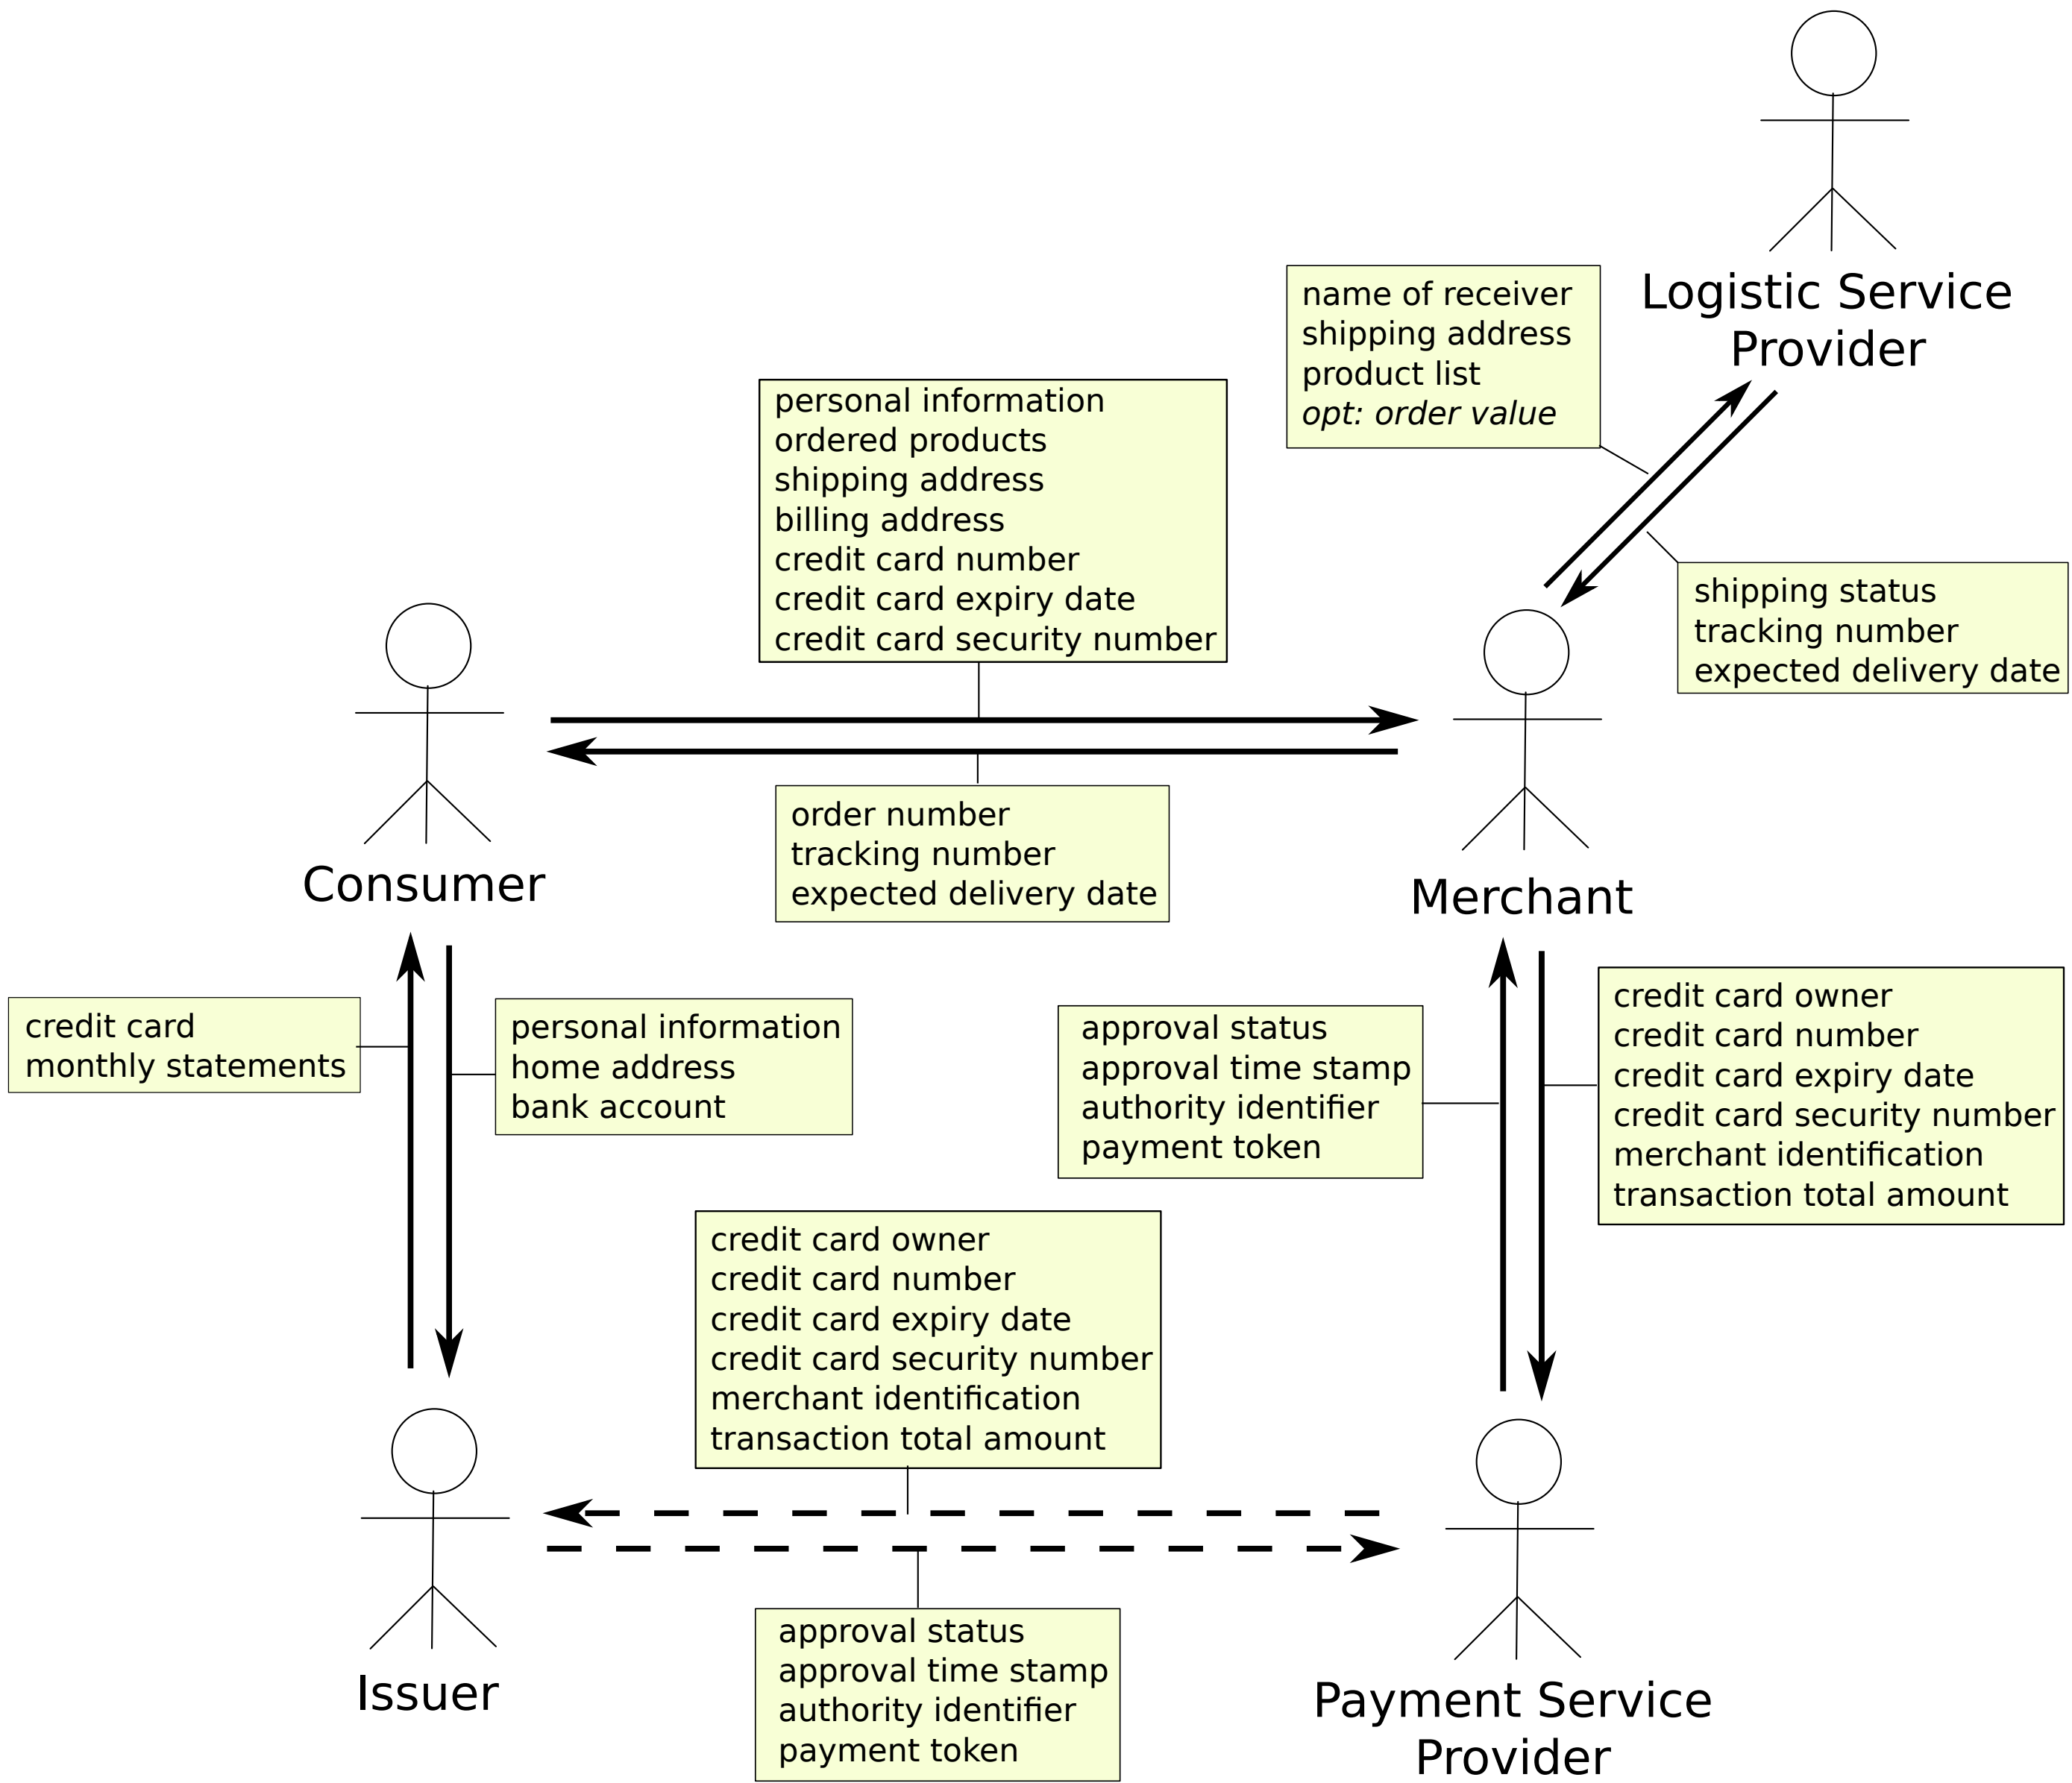 name of receiver
shipping address
product list
opt: order value
Logistic Service
Provider
personal information
ordered products
shipping address
billing address
credit card number
credit card expiry date
credit card security number
shipping status
tracking number
expected delivery date
order number
tracking number
expected delivery date
Consumer
Merchant
credit card
monthly statements
personal information
home address
bank account
approval status
approval time stamp
authority identifier
payment token
credit card owner
credit card number
credit card expiry date
credit card security number
merchant identification
transaction total amount
credit card owner
credit card number
credit card expiry date
credit card security number
merchant identification
transaction total amount
approval status
approval time stamp
authority identifier
payment token
Issuer
Payment Service
Provider